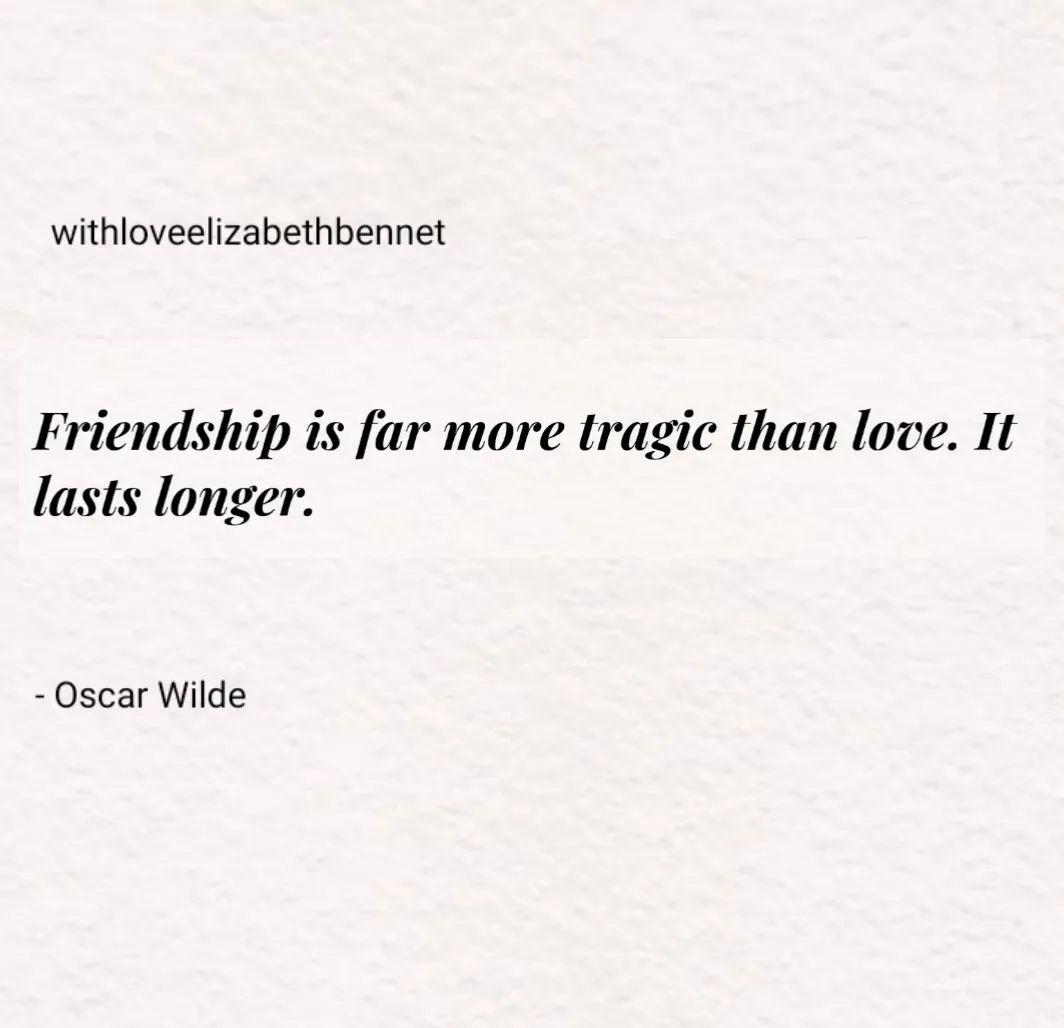 withloveelizabethbennet
Friendship is far more tragic than love. It
lasts longer.
- Oscar Wilde